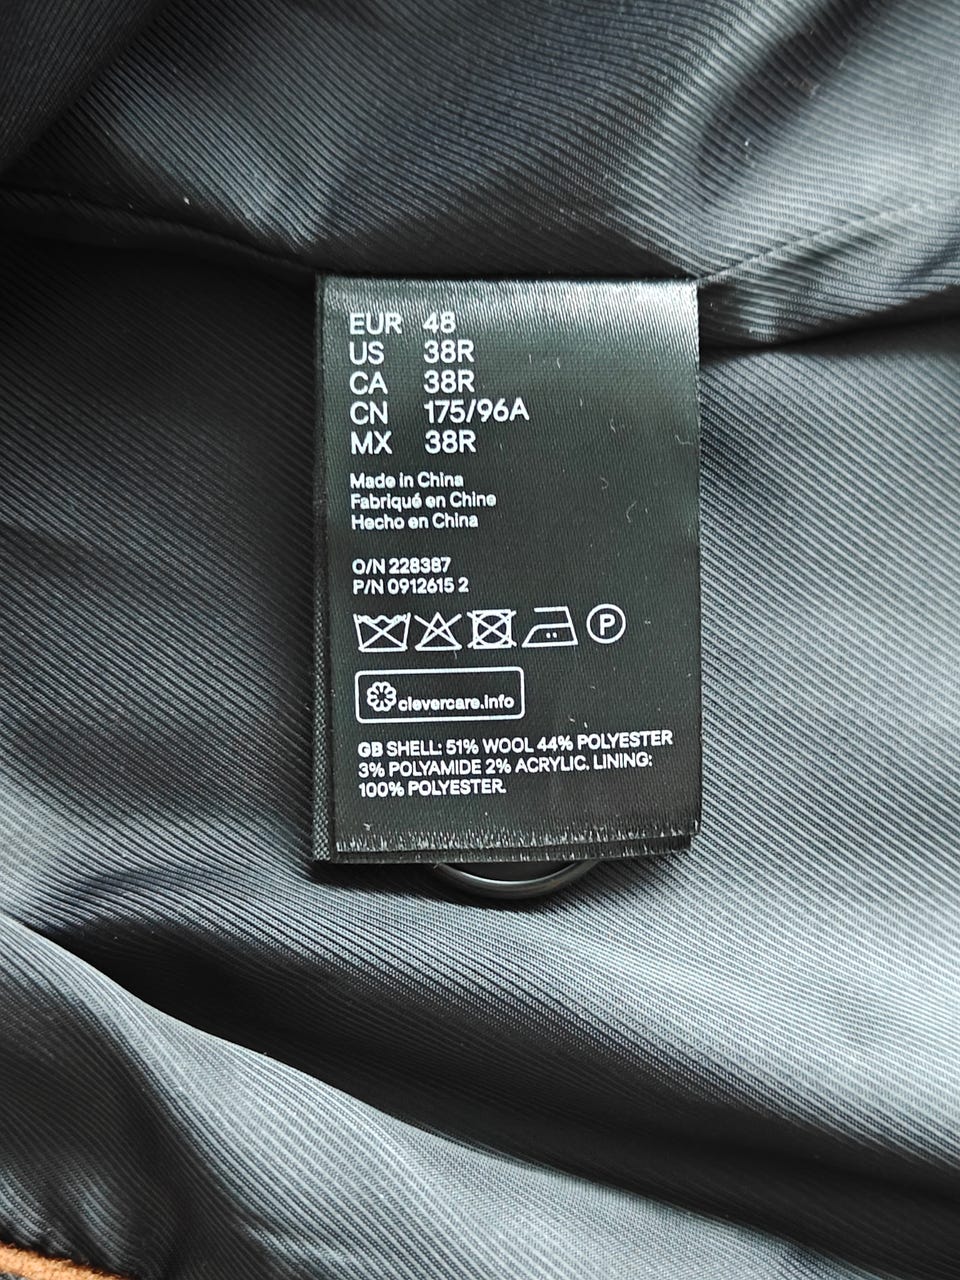 EUR 48
US 38R
CA 38R
CN 175/96A
MX 38R
Made in China
Fabriqué en Chine
Hecho en China
O/N 228387
P/N 0912615 2
P
clevercare.info
GB SHELL: 51% WOOL 44% POLYESTER
3% POLYAMIDE 2% ACRYLIC. LINING:
100% POLYESTER.